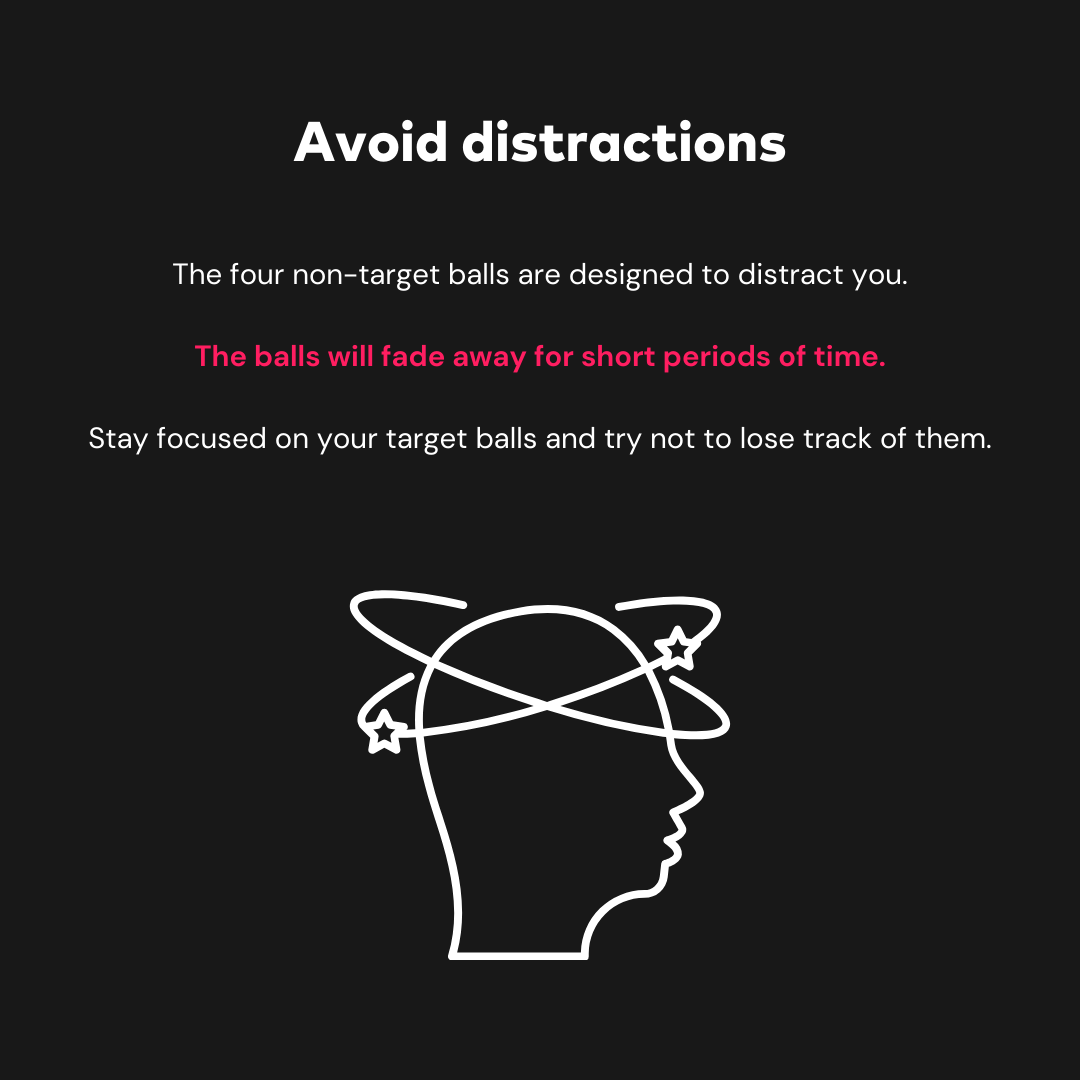 Avoid distractions
The four non-target balls are designed to distract you.
The balls will fade away for short periods of time.
Stay focused on your target balls and try not to lose track of them.